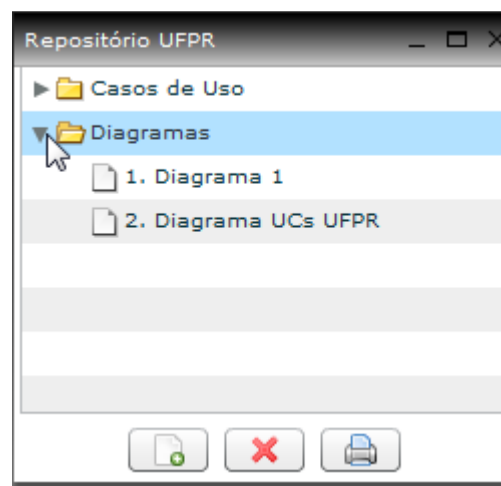 Repositório UFPR
Casos de Uso
Diagramas
1. Diagrama 1
2. Diagrama UCs UFPR